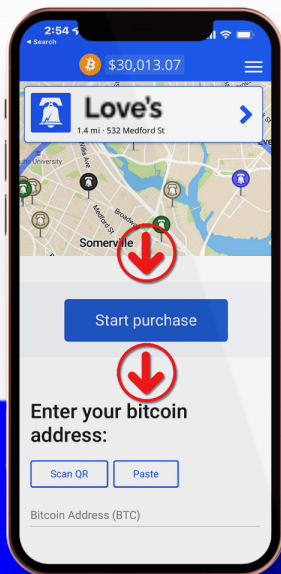 2:54
Search
$30,013.07
Love's
1.4 mi · 532 Medford St
University
Medford St
Broadway
Somerville
Start purchase
Enter your bitcoin
address:
Scan QR
Paste
Bitcoin Address (BTC)